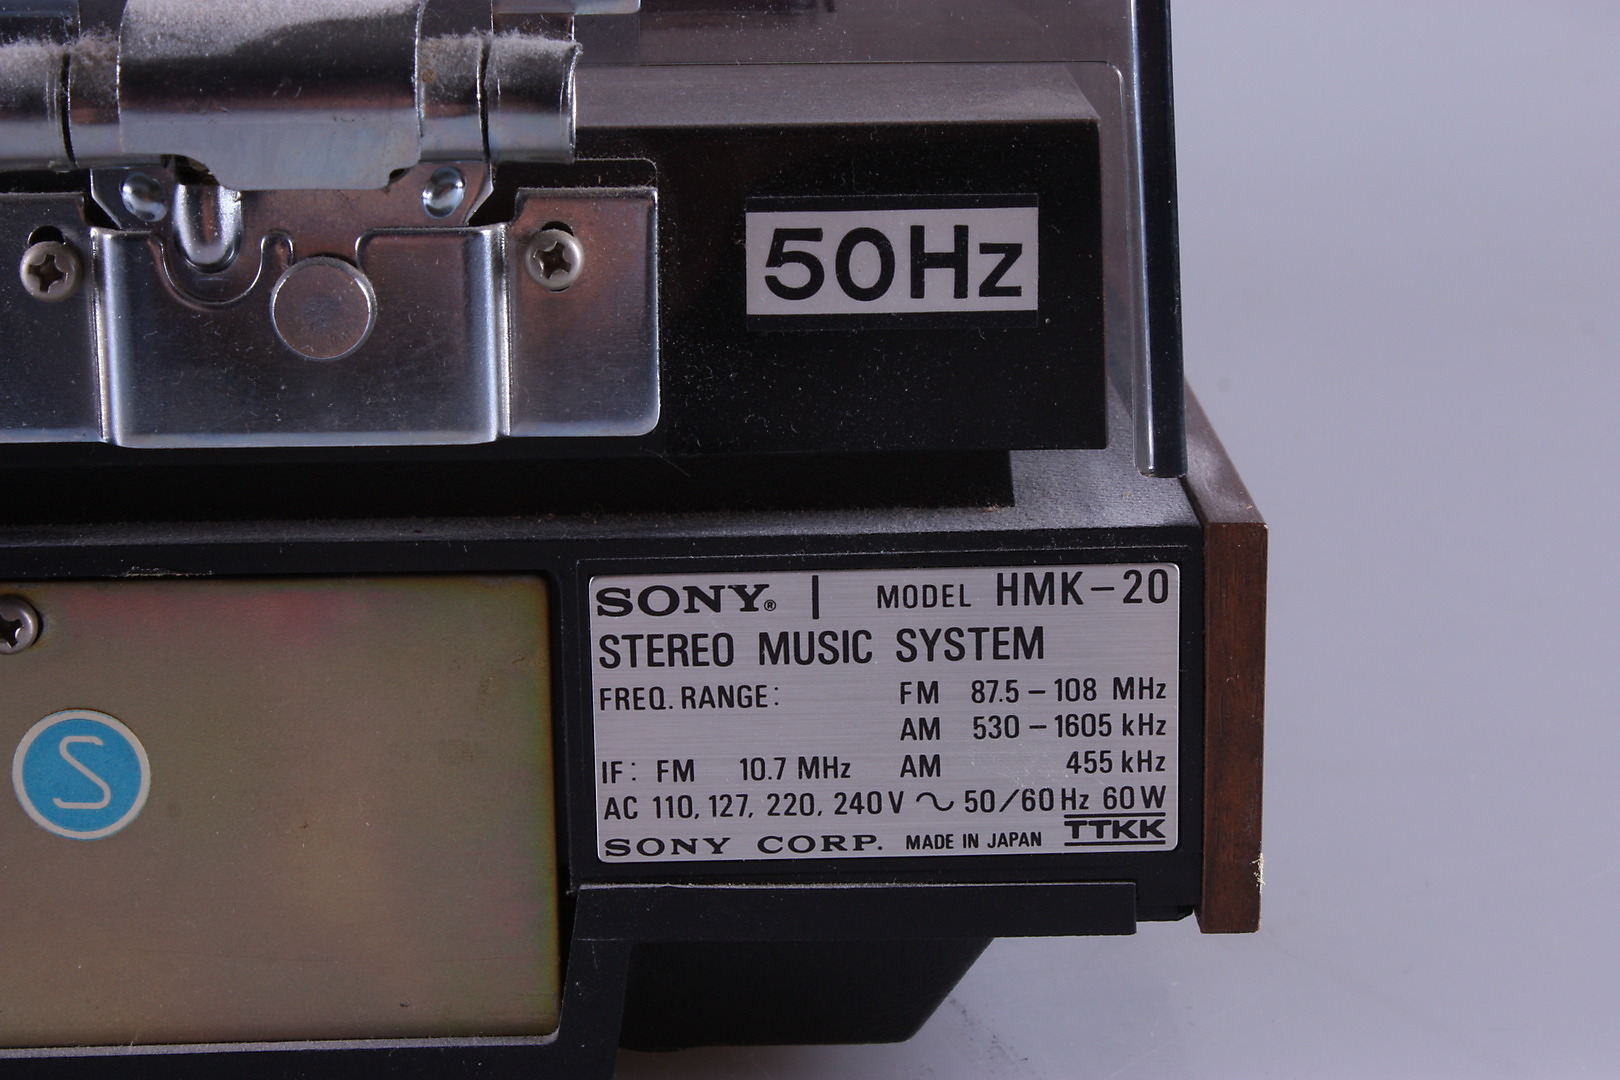 50Hz
SONY® | MODEL HMK-20
STEREO MUSIC SYSTEM
FREQ. RANGE: FM 87.5 – 108 MHz
AM 530 – 1605 kHz
IF: FM 10.7 MHz AM 455 kHz
AC 110, 127, 220, 240V ~ 50/60 Hz 60W
SONY CORP. MADE IN JAPAN TTKK
S